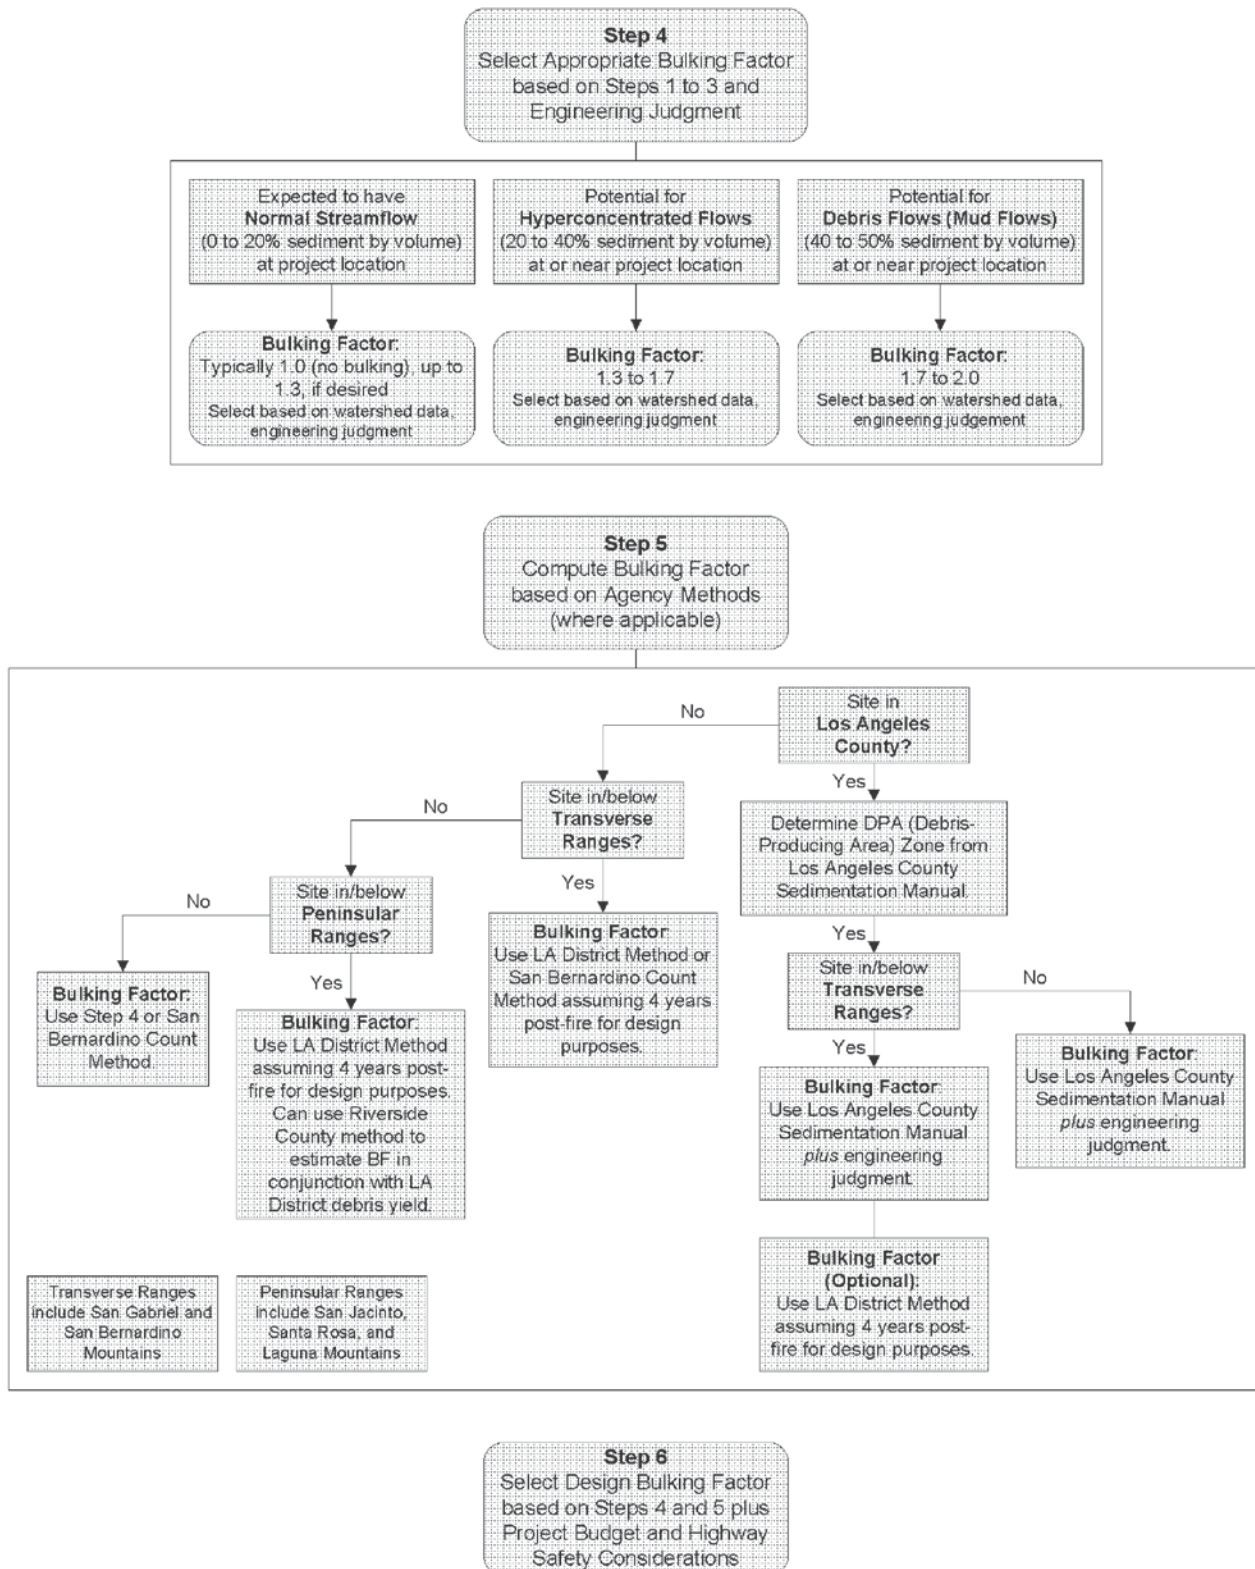 Step 4
Select Appropriate Bulking Factor
based on Steps 1 to 3 and
Engineering Judgment
Expected to have
Normal Streamflow
(0 to 20% sediment by volume)
at project location
Potential for
Hyperconcentrated Flows
(20 to 40% sediment by volume)
at or near project location
Potential for
Debris Flows (Mud Flows)
(40 to 50% sediment by volume)
at or near project location
Bulking Factor:
Typically 1.0 (no bulking), up to
1.3, if desired
Select based on watershed data,
engineering judgment
Bulking Factor:
1.3 to 1.7
Select based on watershed data,
engineering judgment
Bulking Factor:
1.7 to 2.0
Select based on watershed data,
engineering judgement
Step 5
Compute Bulking Factor
based on Agency Methods
(where applicable)
Site in
Los Angeles
County?
No
Yes
Site in/below
Transverse
Ranges?
No
Yes
Determine DPA (Debris-
Producing Area) Zone from
Los Angeles County
Sedimentation Manual.
Yes
Site in/below
Peninsular
Ranges?
No
Yes
Bulking Factor:
Use LA District Method or
San Bernardino Count
Method assuming 4 years
post-fire for design
purposes.
Site in/below
Transverse
Ranges?
No
Yes
Bulking Factor:
Use Step 4 or San
Bernardino Count
Method.
Bulking Factor:
Use LA District Method
assuming 4 years post-
fire for design purposes.
Can use Riverside
County method to
estimate BF in
conjunction with LA
District debris yield.
Bulking Factor:
Use Los Angeles County
Sedimentation Manual
plus engineering
judgment.
Bulking Factor:
Use Los Angeles County
Sedimentation Manual
plus engineering
judgment.
Bulking Factor
(Optional):
Use LA District Method
assuming 4 years post-
fire for design purposes.
Transverse Ranges
include San Gabriel and
San Bernardino
Mountains
Peninsular Ranges
include San Jacinto,
Santa Rosa, and
Laguna Mountains
Step 6
Select Design Bulking Factor
based on Steps 4 and 5 plus
Project Budget and Highway
Safety Considerations